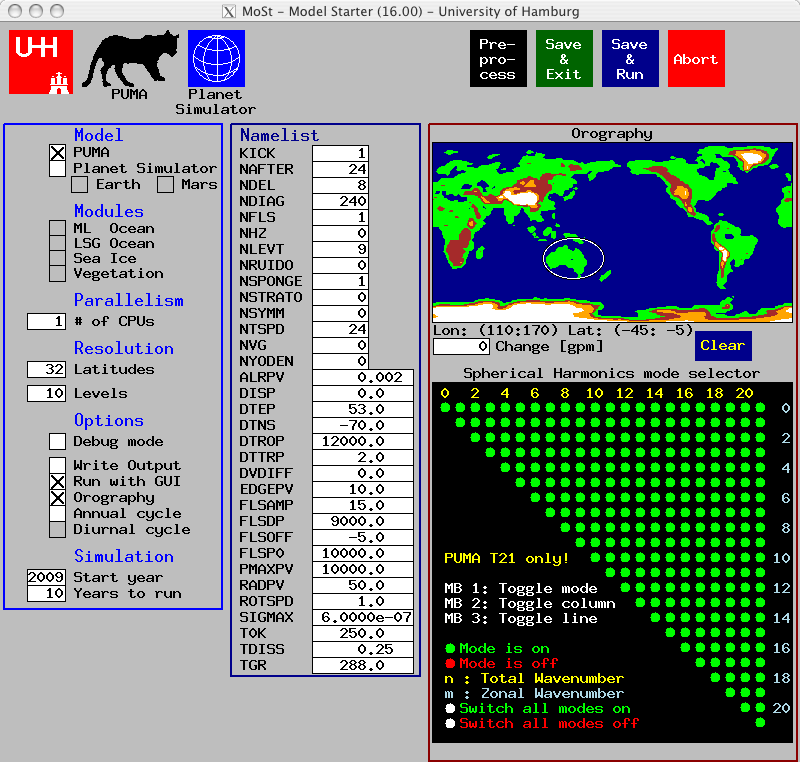 MoSt - Model Starter (16.00) - University of Hamburg
UHH
PUMA
Planet
Simulator
Pre-
pro-
cess
Save
&
Exit
Save
&
Run
Abort
Model
PUMA
Planet Simulator
Earth Mars
Modules
ML Ocean
LSG Ocean
Sea Ice
Vegetation
Parallelism
1 # of CPUs
Resolution
32 Latitudes
10 Levels
Options
Debug mode
Write Output
Run with GUI
Orography
Annual cycle
Diurnal cycle
Simulation
2009 Start year
10 Years to run
Namelist
KICK 1
NAFTER 24
NDEL 8
NDIAG 240
NFLS 1
NHZ 0
NLEVT 9
NRUIDO 0
NSPONGE 1
NSTRATO 0
NSYMM 0
NTSPD 24
NVG 0
NYODEN 0
ALRPV 0.002
DISP 0.0
DTEP 53.0
DTNS -70.0
DTROP 12000.0
DTTRP 2.0
DVDIFF 0.0
EDGEPV 10.0
FLSAMP 15.0
FLSDP 9000.0
FLSOFF -5.0
FLSP0 10000.0
PMAXPV 10000.0
RADPV 50.0
ROTSPD 1.0
SIGMAX 6.0000e-07
TOK 250.0
TDISS 0.25
TGR 288.0
Orography
Lon: (110:170) Lat: (-45: -5)
0 Change [gpm]
Clear
Spherical Harmonics mode selector
0 2 4 6 8 10 12 14 16 18 20
0
2
4
6
8
PUMA T21 only! 10
MB 1: Toggle mode 12
MB 2: Toggle column
MB 3: Toggle line 14
Mode is on 16
Mode is off
n : Total Wavenumber 18
m : Zonal Wavenumber
Switch all modes on 20
Switch all modes off